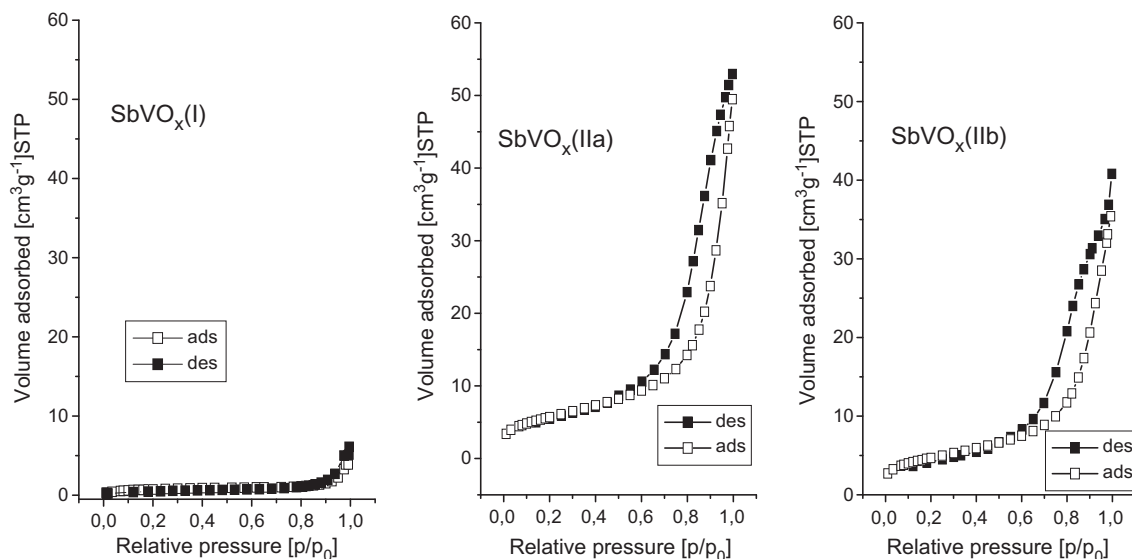 60
50
40
30
20
10
0
Volume adsorbed [cm³g⁻¹]STP
SbVOₓ(I)
ads
des
0,0 0,2 0,4 0,6 0,8 1,0
Relative pressure [p/p₀]
60
50
40
30
20
10
0
Volume adsorbed [cm³g⁻¹]STP
SbVOₓ(IIa)
des
ads
0,0 0,2 0,4 0,6 0,8 1,0
Relative pressure [p/p₀]
60
50
40
30
20
10
0
Volume adsorbed [cm³g⁻¹]STP
SbVOₓ(IIb)
des
ads
0,0 0,2 0,4 0,6 0,8 1,0
Relative pressure [p/p₀]